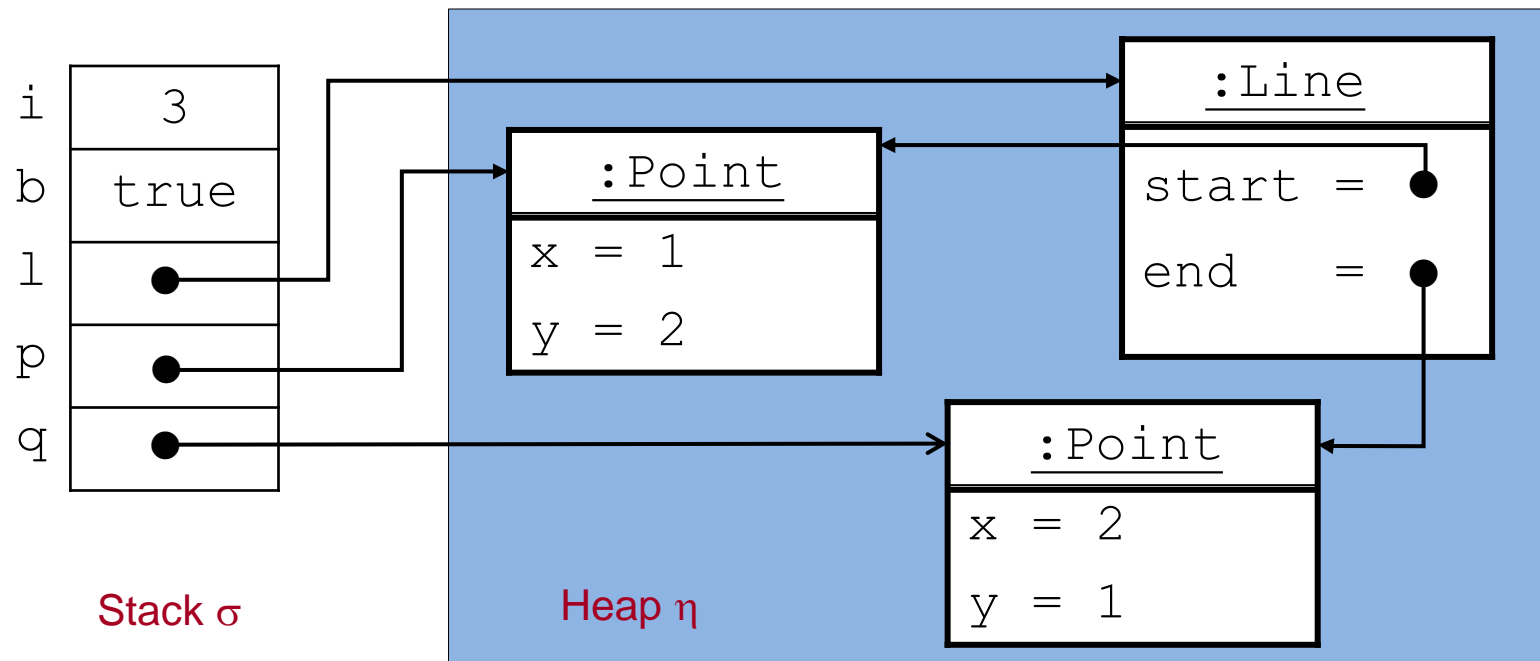 i 3
b true
l
p
q
Stack σ
Heap η
:Line
start =
end =
:Point
x = 1
y = 2
:Point
x = 2
y = 1